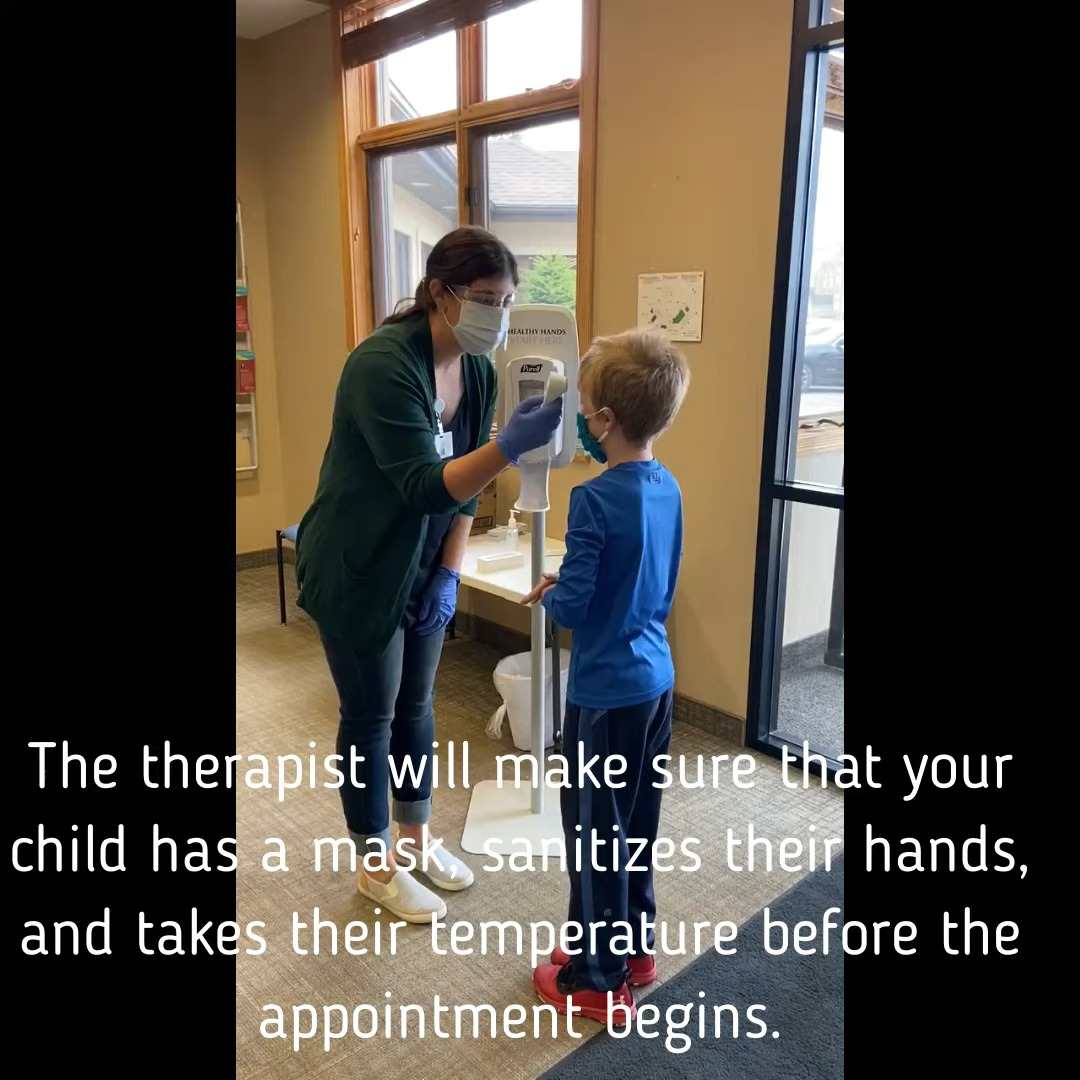 HEALTHY HANDS
START HERE
Purell
The therapist will make sure that your
child has a mask, sanitizes their hands,
and takes their temperature before the
appointment begins.